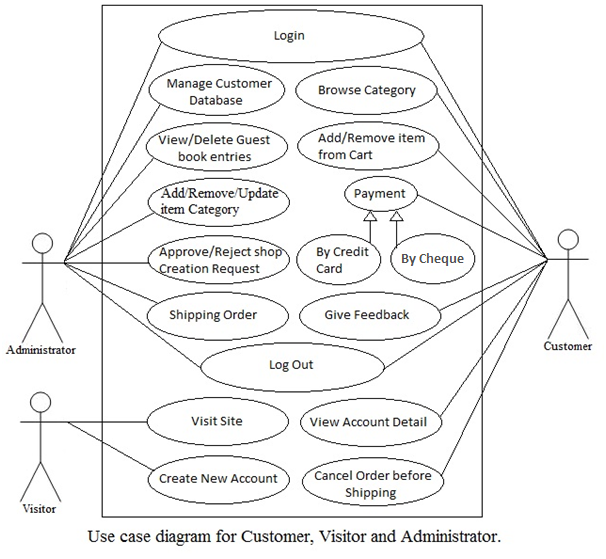 Login
Manage Customer
Database
Browse Category
View/Delete Guest
book entries
Add/Remove item
from Cart
Add/Remove/Update
item Category
Payment
Approve/Reject shop
Creation Request
By Credit
Card
By Cheque
Shipping Order
Give Feedback
Administrator
Customer
Log Out
Visit Site
View Account Detail
Create New Account
Cancel Order before
Shipping
Visitor
Use case diagram for Customer, Visitor and Administrator.